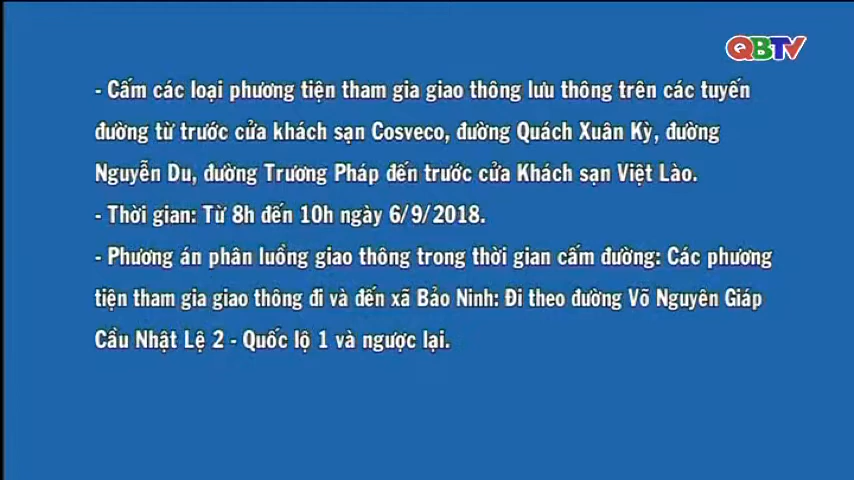 QBTV
- Cấm các loại phương tiện tham gia giao thông lưu thông trên các tuyến
đường từ trước cửa khách sạn Cosveco, đường Quách Xuân Kỳ, đường
Nguyễn Du, đường Trương Pháp đến trước cửa Khách sạn Việt Lào.
- Thời gian: Từ 8h đến 10h ngày 6/9/2018.
- Phương án phân luồng giao thông trong thời gian cấm đường: Các phương
tiện tham gia giao thông đi và đến xã Bảo Ninh: Đi theo đường Võ Nguyên Giáp
Cầu Nhật Lệ 2 - Quốc lộ 1 và ngược lại.